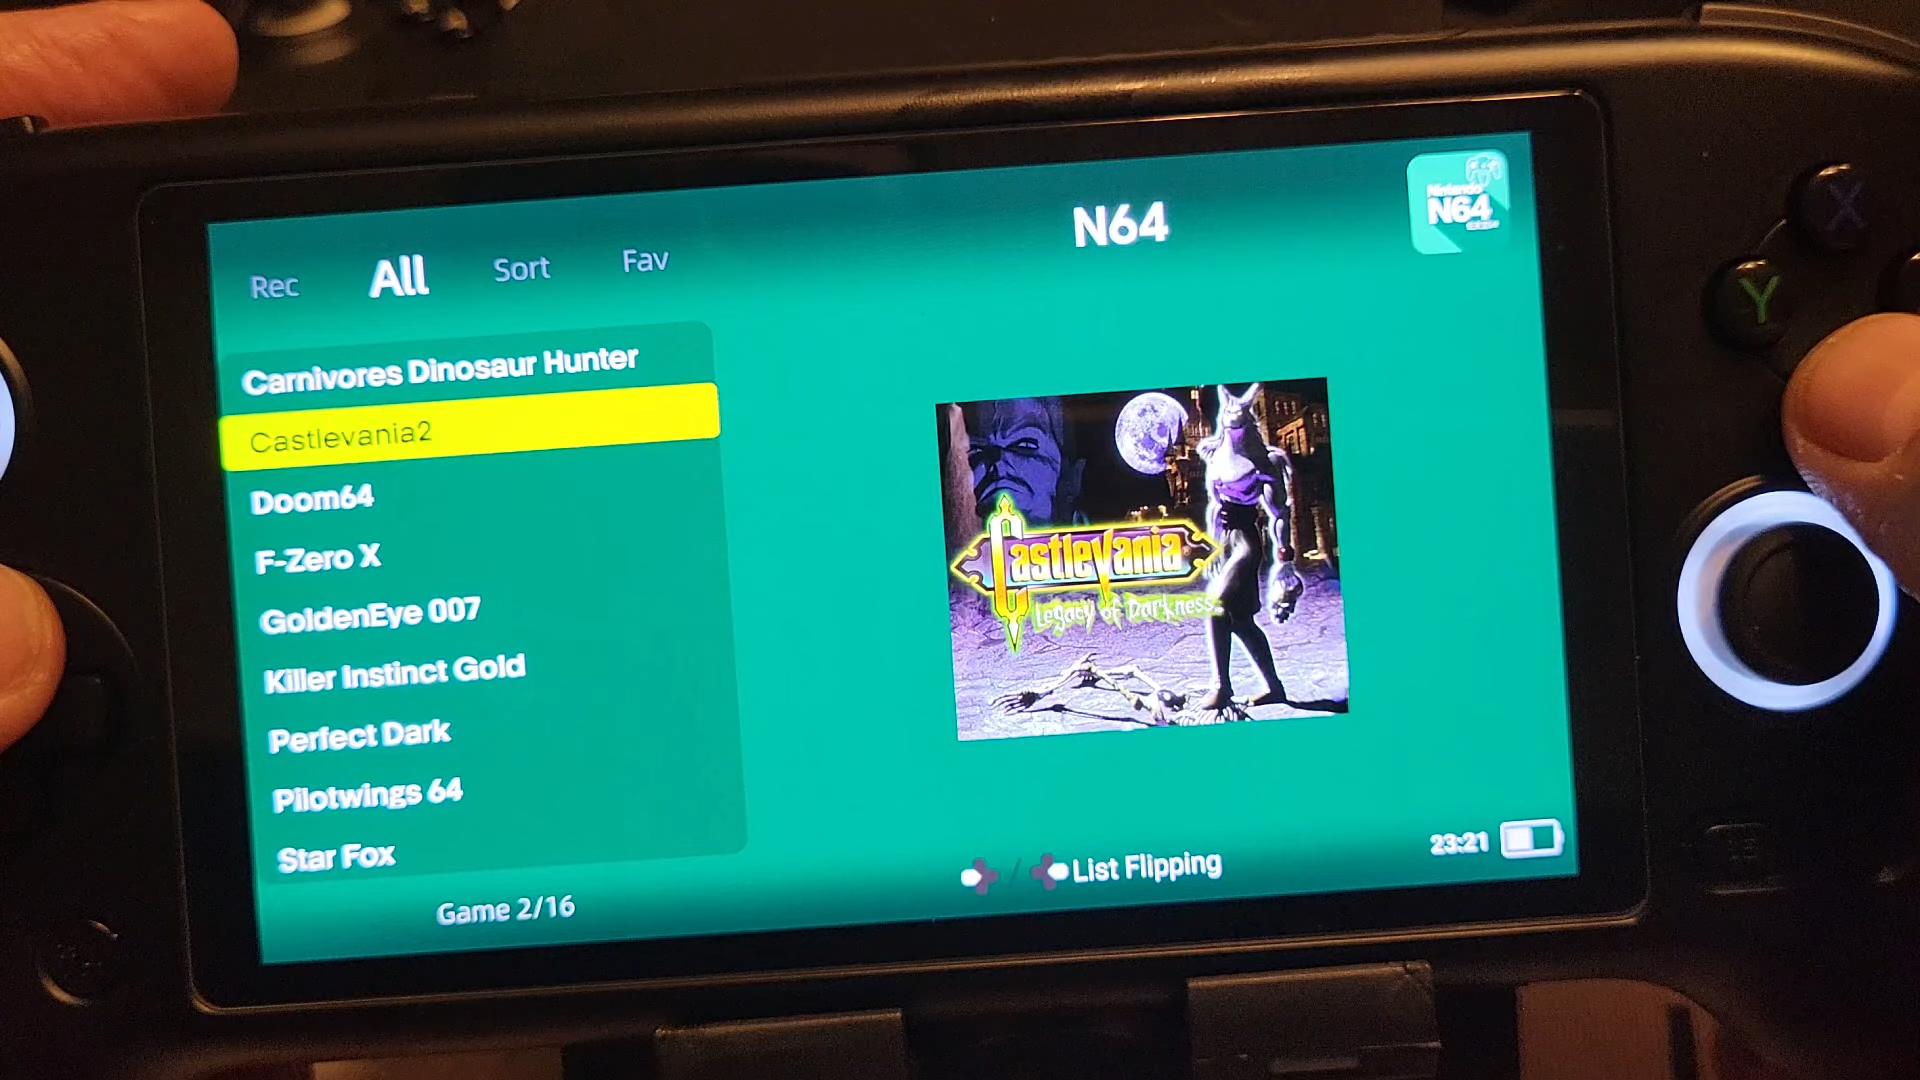 N64
Nintendo
N64
Rec All Sort Fav
X
Y
Carnivores Dinosaur Hunter
Castlevania2
Doom64
F-Zero X
GoldenEye 007
Killer Instinct Gold
Perfect Dark
Pilotwings 64
Star Fox
Castlevania
Legacy of Darkness
Game 2/16
/ List Flipping
23:21